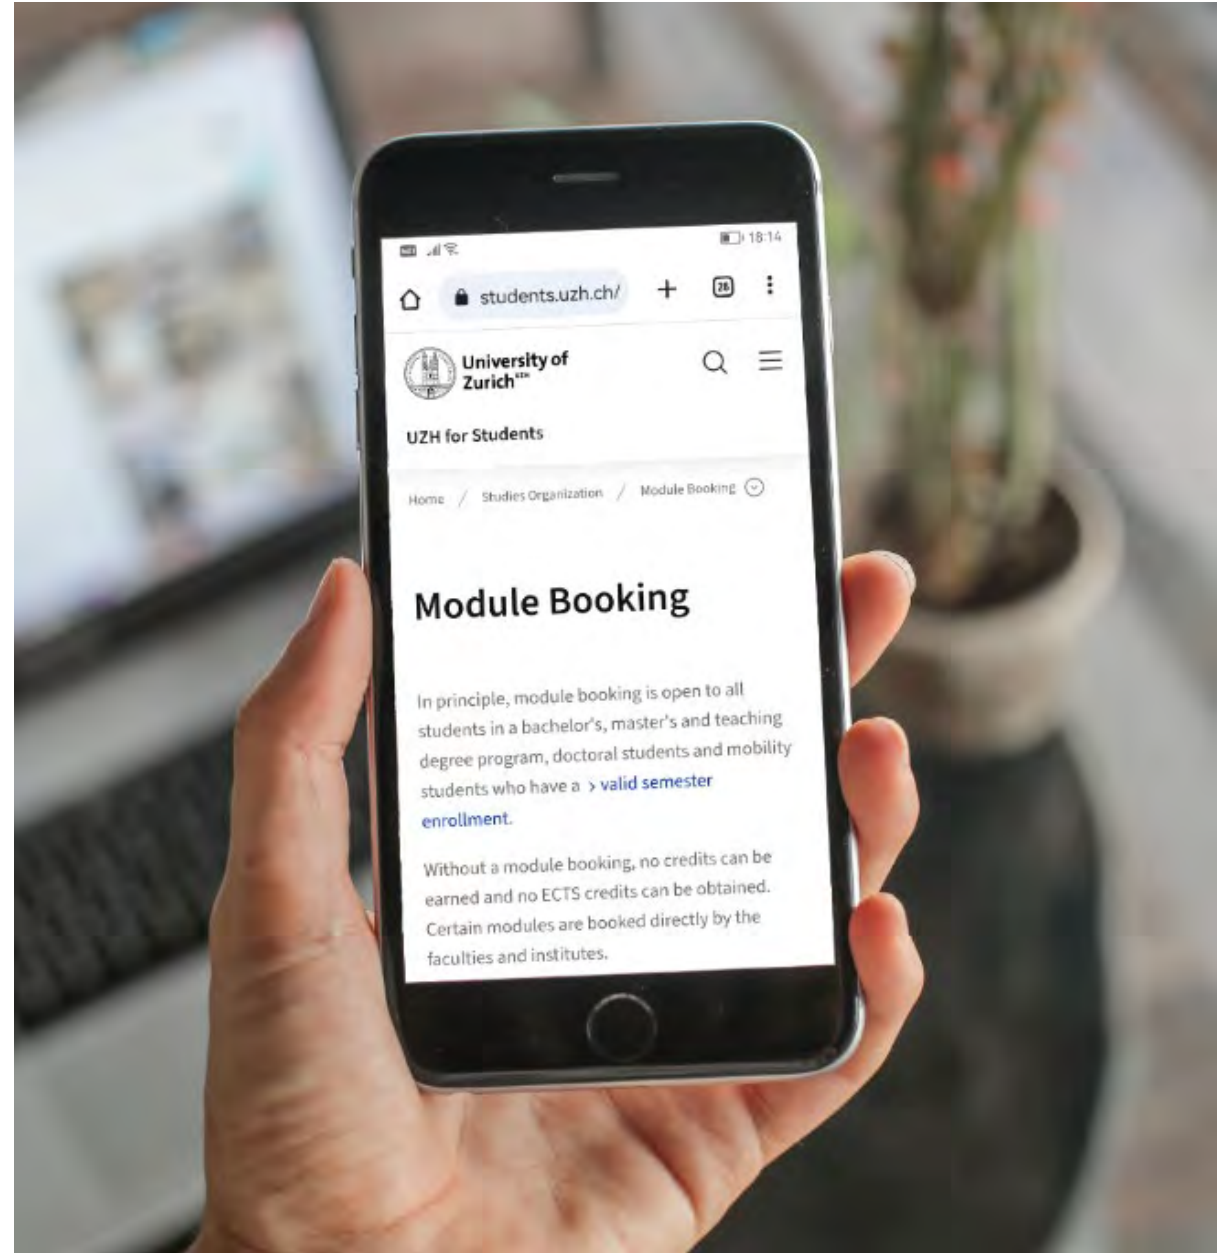 18:14
students.uzh.ch/
26
University of
Zurich UZH
UZH for Students
Home / Studies Organization / Module Booking
Module Booking
In principle, module booking is open to all
students in a bachelor's, master's and teaching
degree program, doctoral students and mobility
students who have a > valid semester
enrollment.
Without a module booking, no credits can be
earned and no ECTS credits can be obtained.
Certain modules are booked directly by the
faculties and institutes.